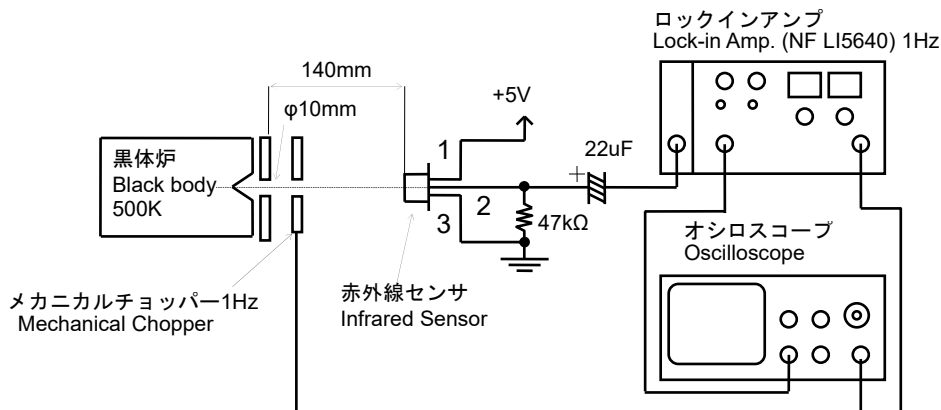 ロックインアンプ
Lock-in Amp. (NF LI5640) 1Hz
140mm
+5V
φ10mm
1
22uF
+
黒体炉
Black body
500K
2
3
47kΩ
オシロスコープ
Oscilloscope
メカニカルチョッパー1Hz
Mechanical Chopper
赤外線センサ
Infrared Sensor